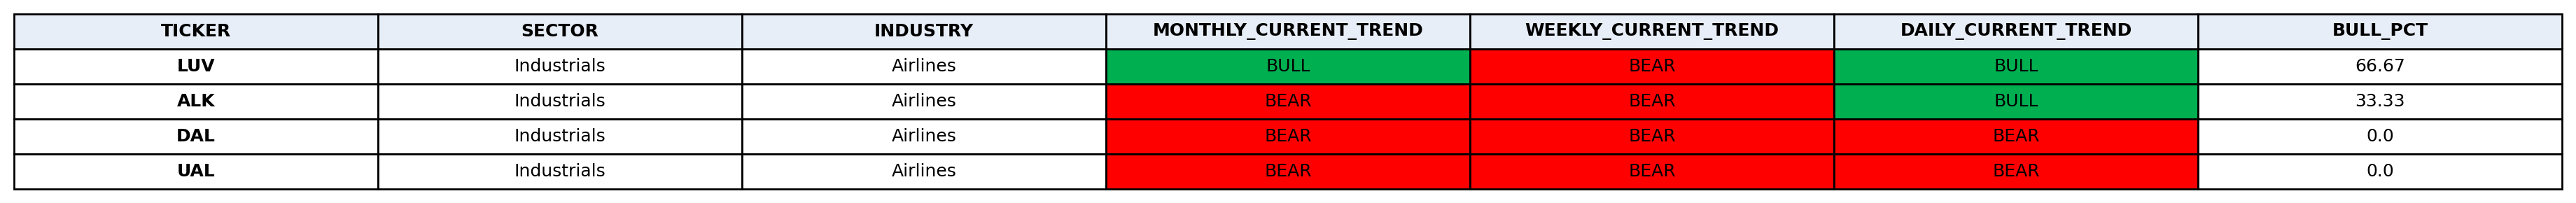 TICKER SECTOR INDUSTRY MONTHLY_CURRENT_TREND WEEKLY_CURRENT_TREND DAILY_CURRENT_TREND BULL_PCT
LUV Industrials Airlines BULL BEAR BULL 66.67
ALK Industrials Airlines BEAR BEAR BULL 33.33
DAL Industrials Airlines BEAR BEAR BEAR 0.0
UAL Industrials Airlines BEAR BEAR BEAR 0.0